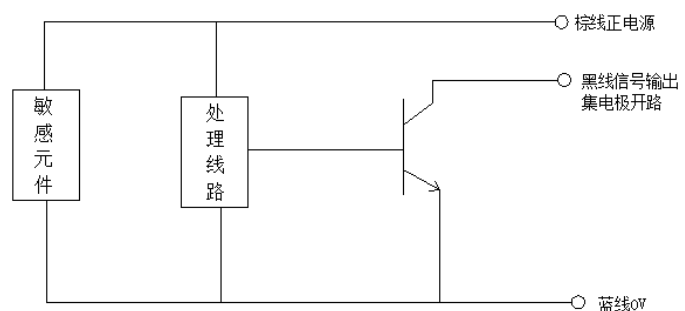 棕线正电源
黑线信号输出
集电极开路
敏感元件
处理线路
蓝线0V